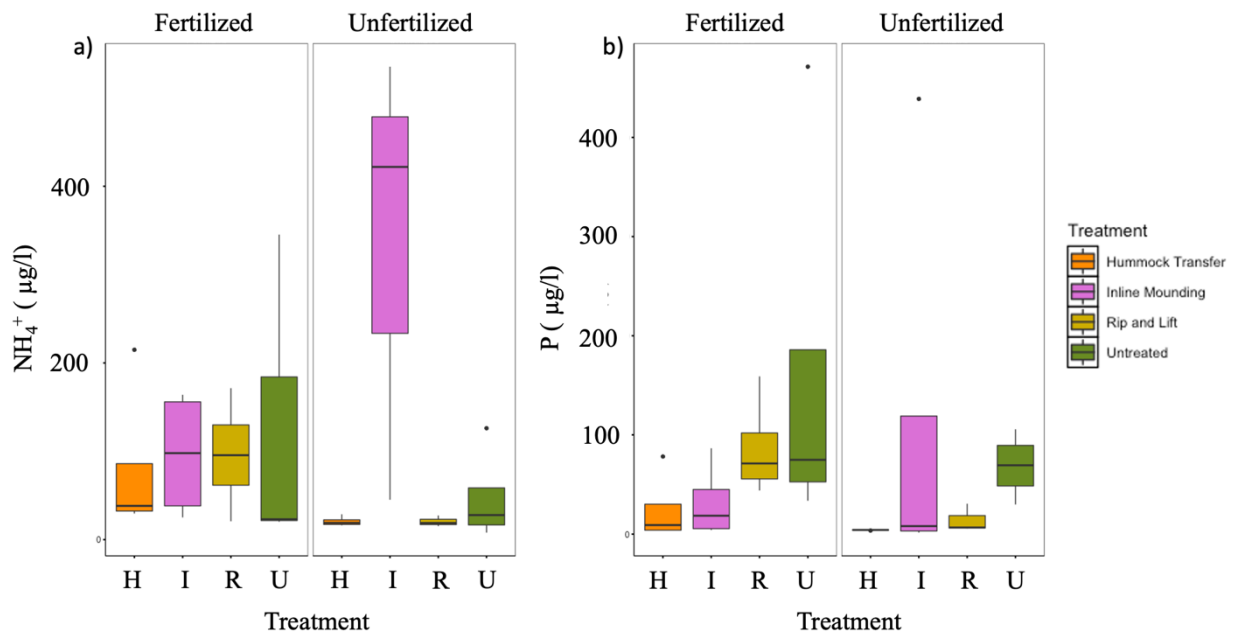 Fertilized Unfertilized
a)
NH₄⁺ ( µg/l)
400
200
0
H I R U H I R U
Treatment
Fertilized Unfertilized
b)
P ( µg/l)
400
300
200
100
0
H I R U H I R U
Treatment
Treatment
Hummock Transfer
Inline Mounding
Rip and Lift
Untreated